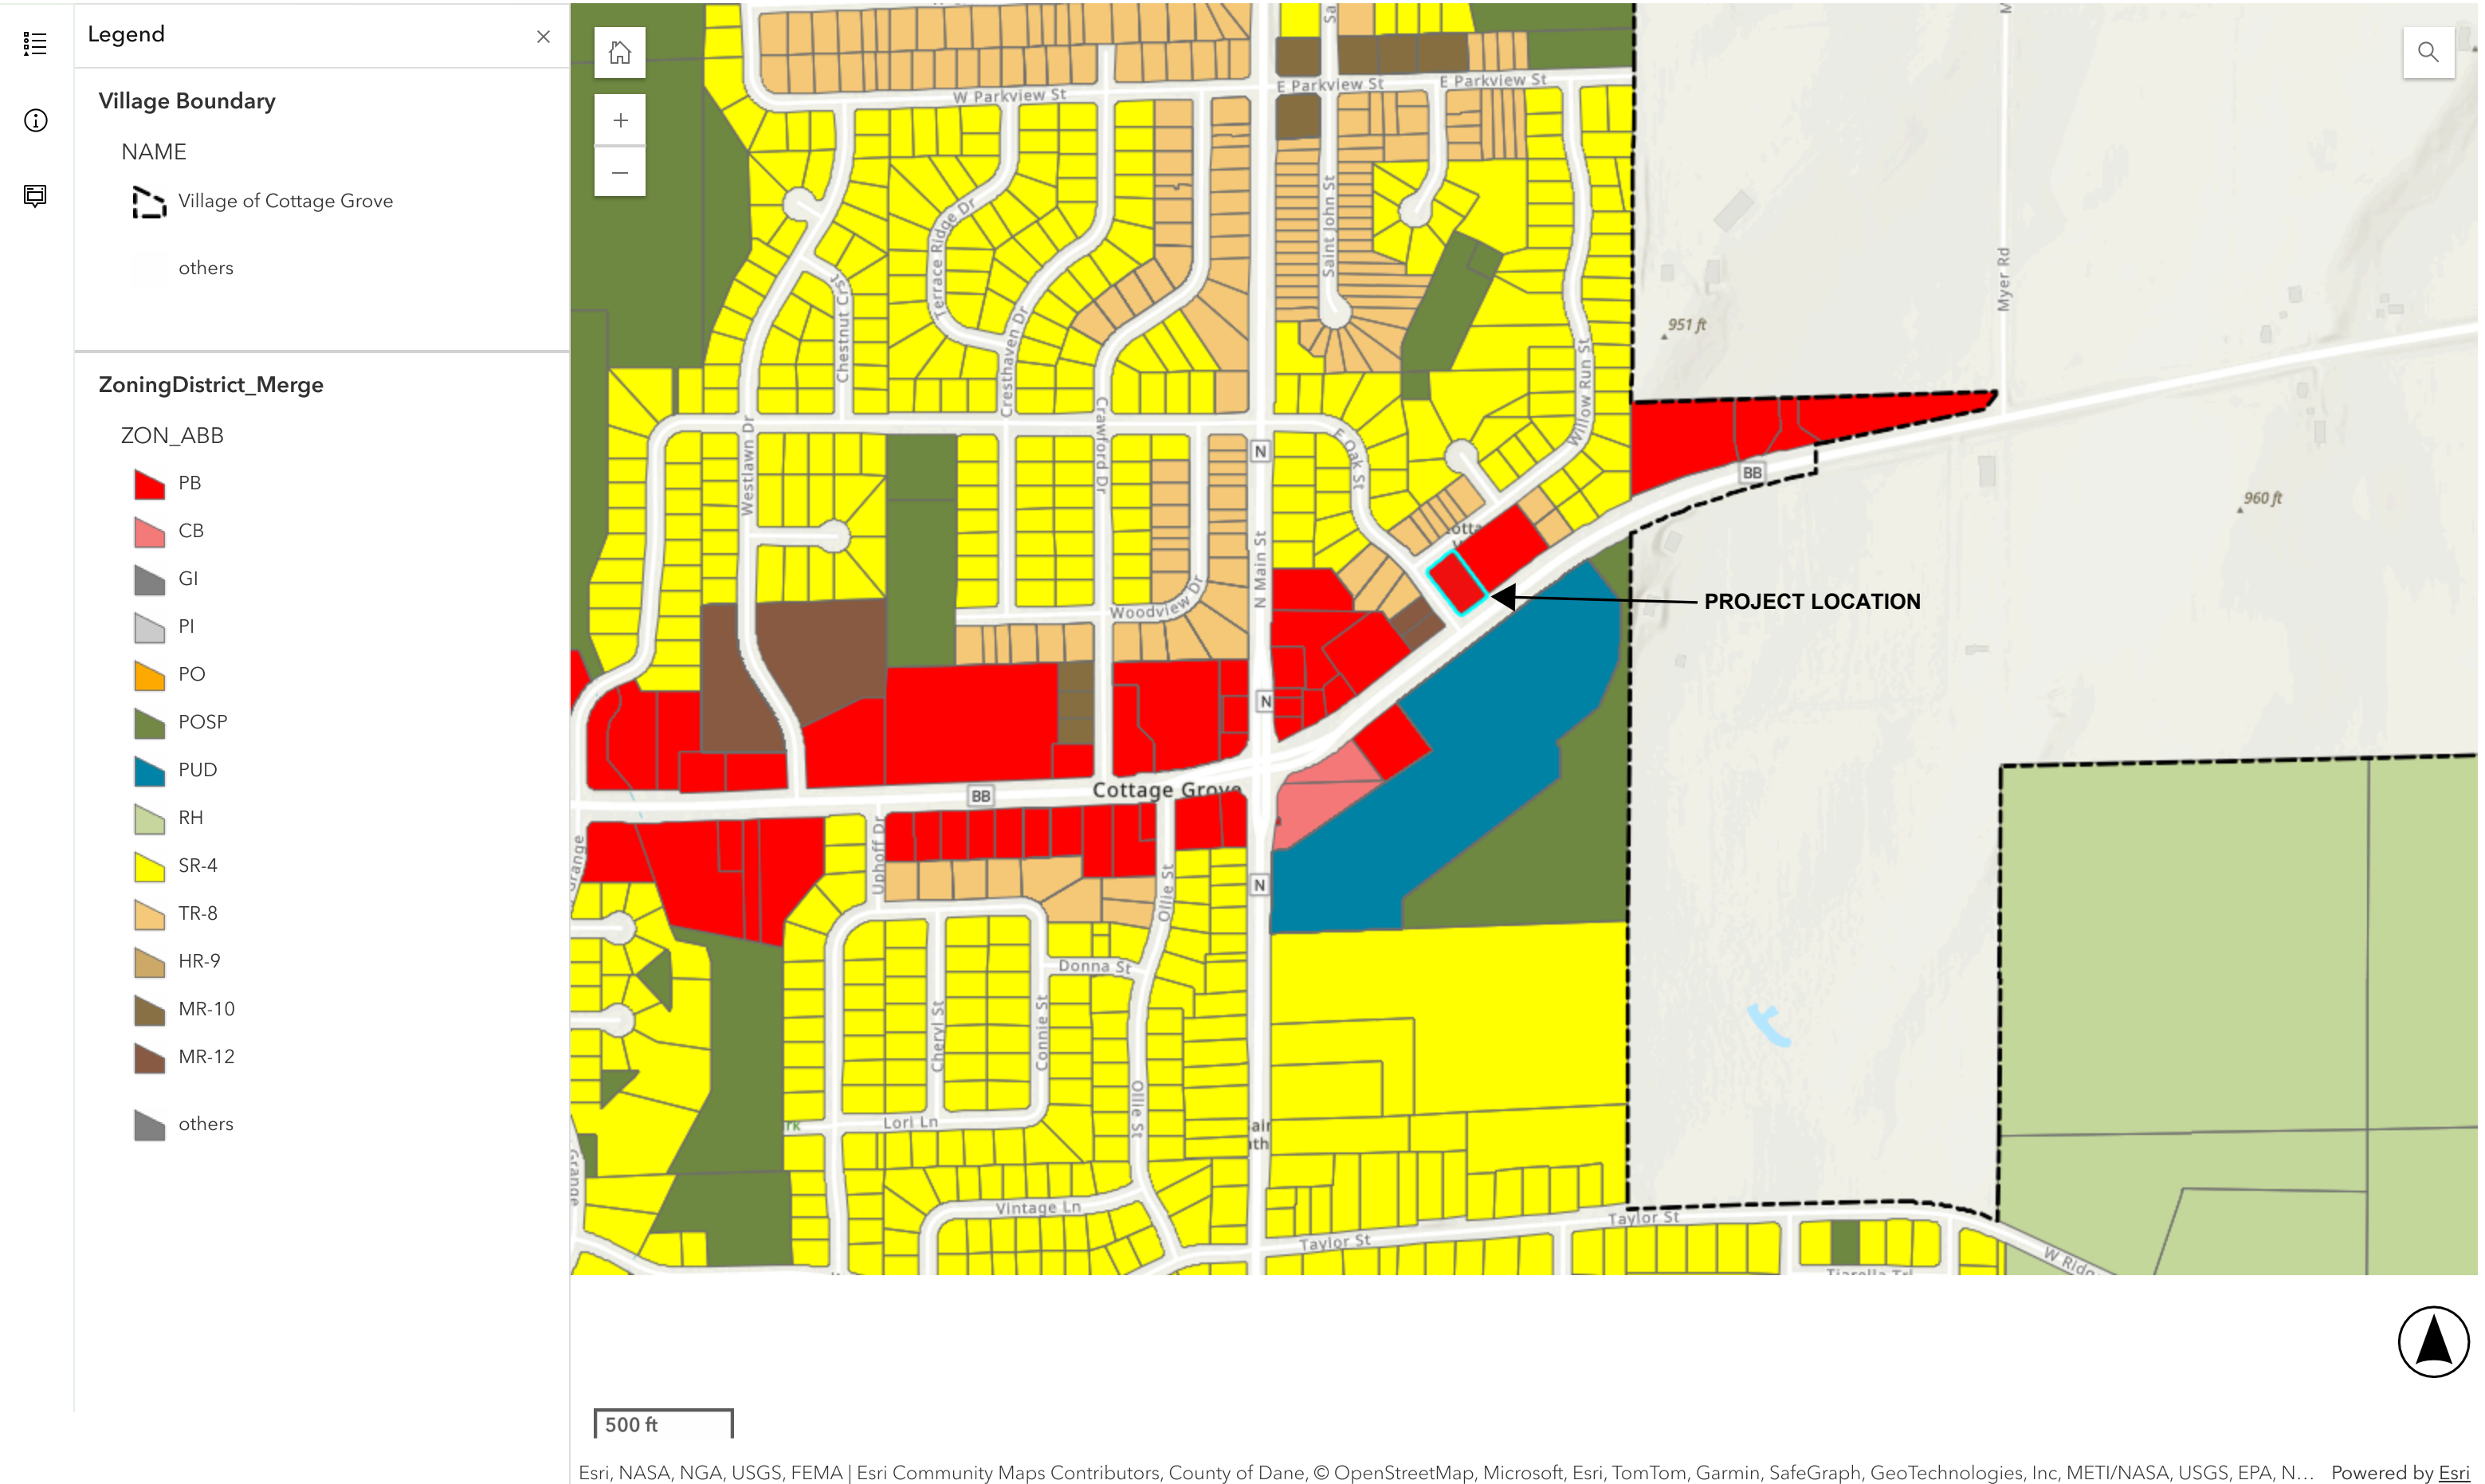 Legend
Village Boundary
NAME
Village of Cottage Grove
others
ZoningDistrict_Merge
ZON_ABB
PB
CB
GI
PI
PO
POSP
PUD
RH
SR-4
TR-8
HR-9
MR-10
MR-12
others
W Parkview St
E Parkview St
E Parkview St
Saint John St
Terrace Ridge Dr
Chestnut Crst
Cresthaven Dr
Crawford Dr
Westlawn Dr
Willow Run St
E Oak St
Myer Rd
951 ft
960 ft
N
BB
N Main St
Woodview Dr
PROJECT LOCATION
N
BB
Cottage Grove
Uphoff Dr
Ollie St
N
Donna St
Cheryl St
Connie St
Ollie St
Lori Ln
Vintage Ln
Taylor St
Taylor St
W Ridg
500 ft
Esri, NASA, NGA, USGS, FEMA | Esri Community Maps Contributors, County of Dane, © OpenStreetMap, Microsoft, Esri, TomTom, Garmin, SafeGraph, GeoTechnologies, Inc, METI/NASA, USGS, EPA, N... Powered by Esri